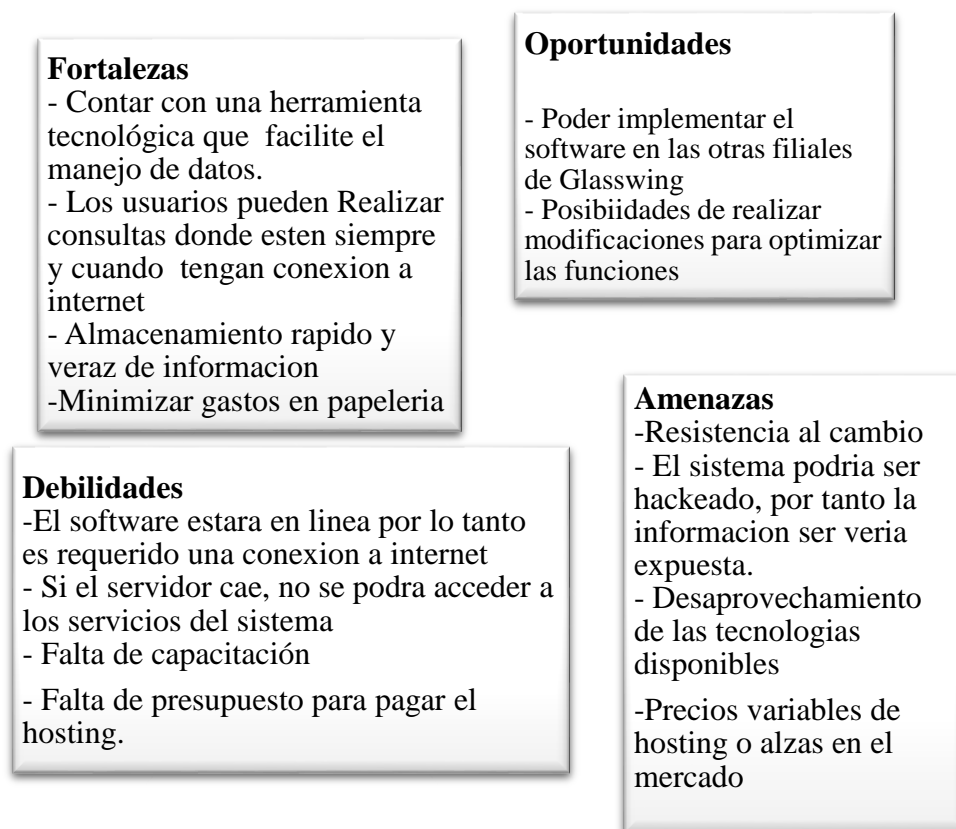 Fortalezas
- Contar con una herramienta
tecnológica que facilite el
manejo de datos.
- Los usuarios pueden Realizar
consultas donde esten siempre
y cuando tengan conexion a
internet
- Almacenamiento rapido y
veraz de informacion
-Minimizar gastos en papeleria
Oportunidades
- Poder implementar el
software en las otras filiales
de Glasswing
- Posibiidades de realizar
modificaciones para optimizar
las funciones
Debilidades
-El software estara en linea por lo tanto
es requerido una conexion a internet
- Si el servidor cae, no se podra acceder a
los servicios del sistema
- Falta de capacitación
- Falta de presupuesto para pagar el
hosting.
Amenazas
-Resistencia al cambio
- El sistema podria ser
hackeado, por tanto la
informacion ser veria
expuesta.
- Desaprovechamiento
de las tecnologias
disponibles
-Precios variables de
hosting o alzas en el
mercado